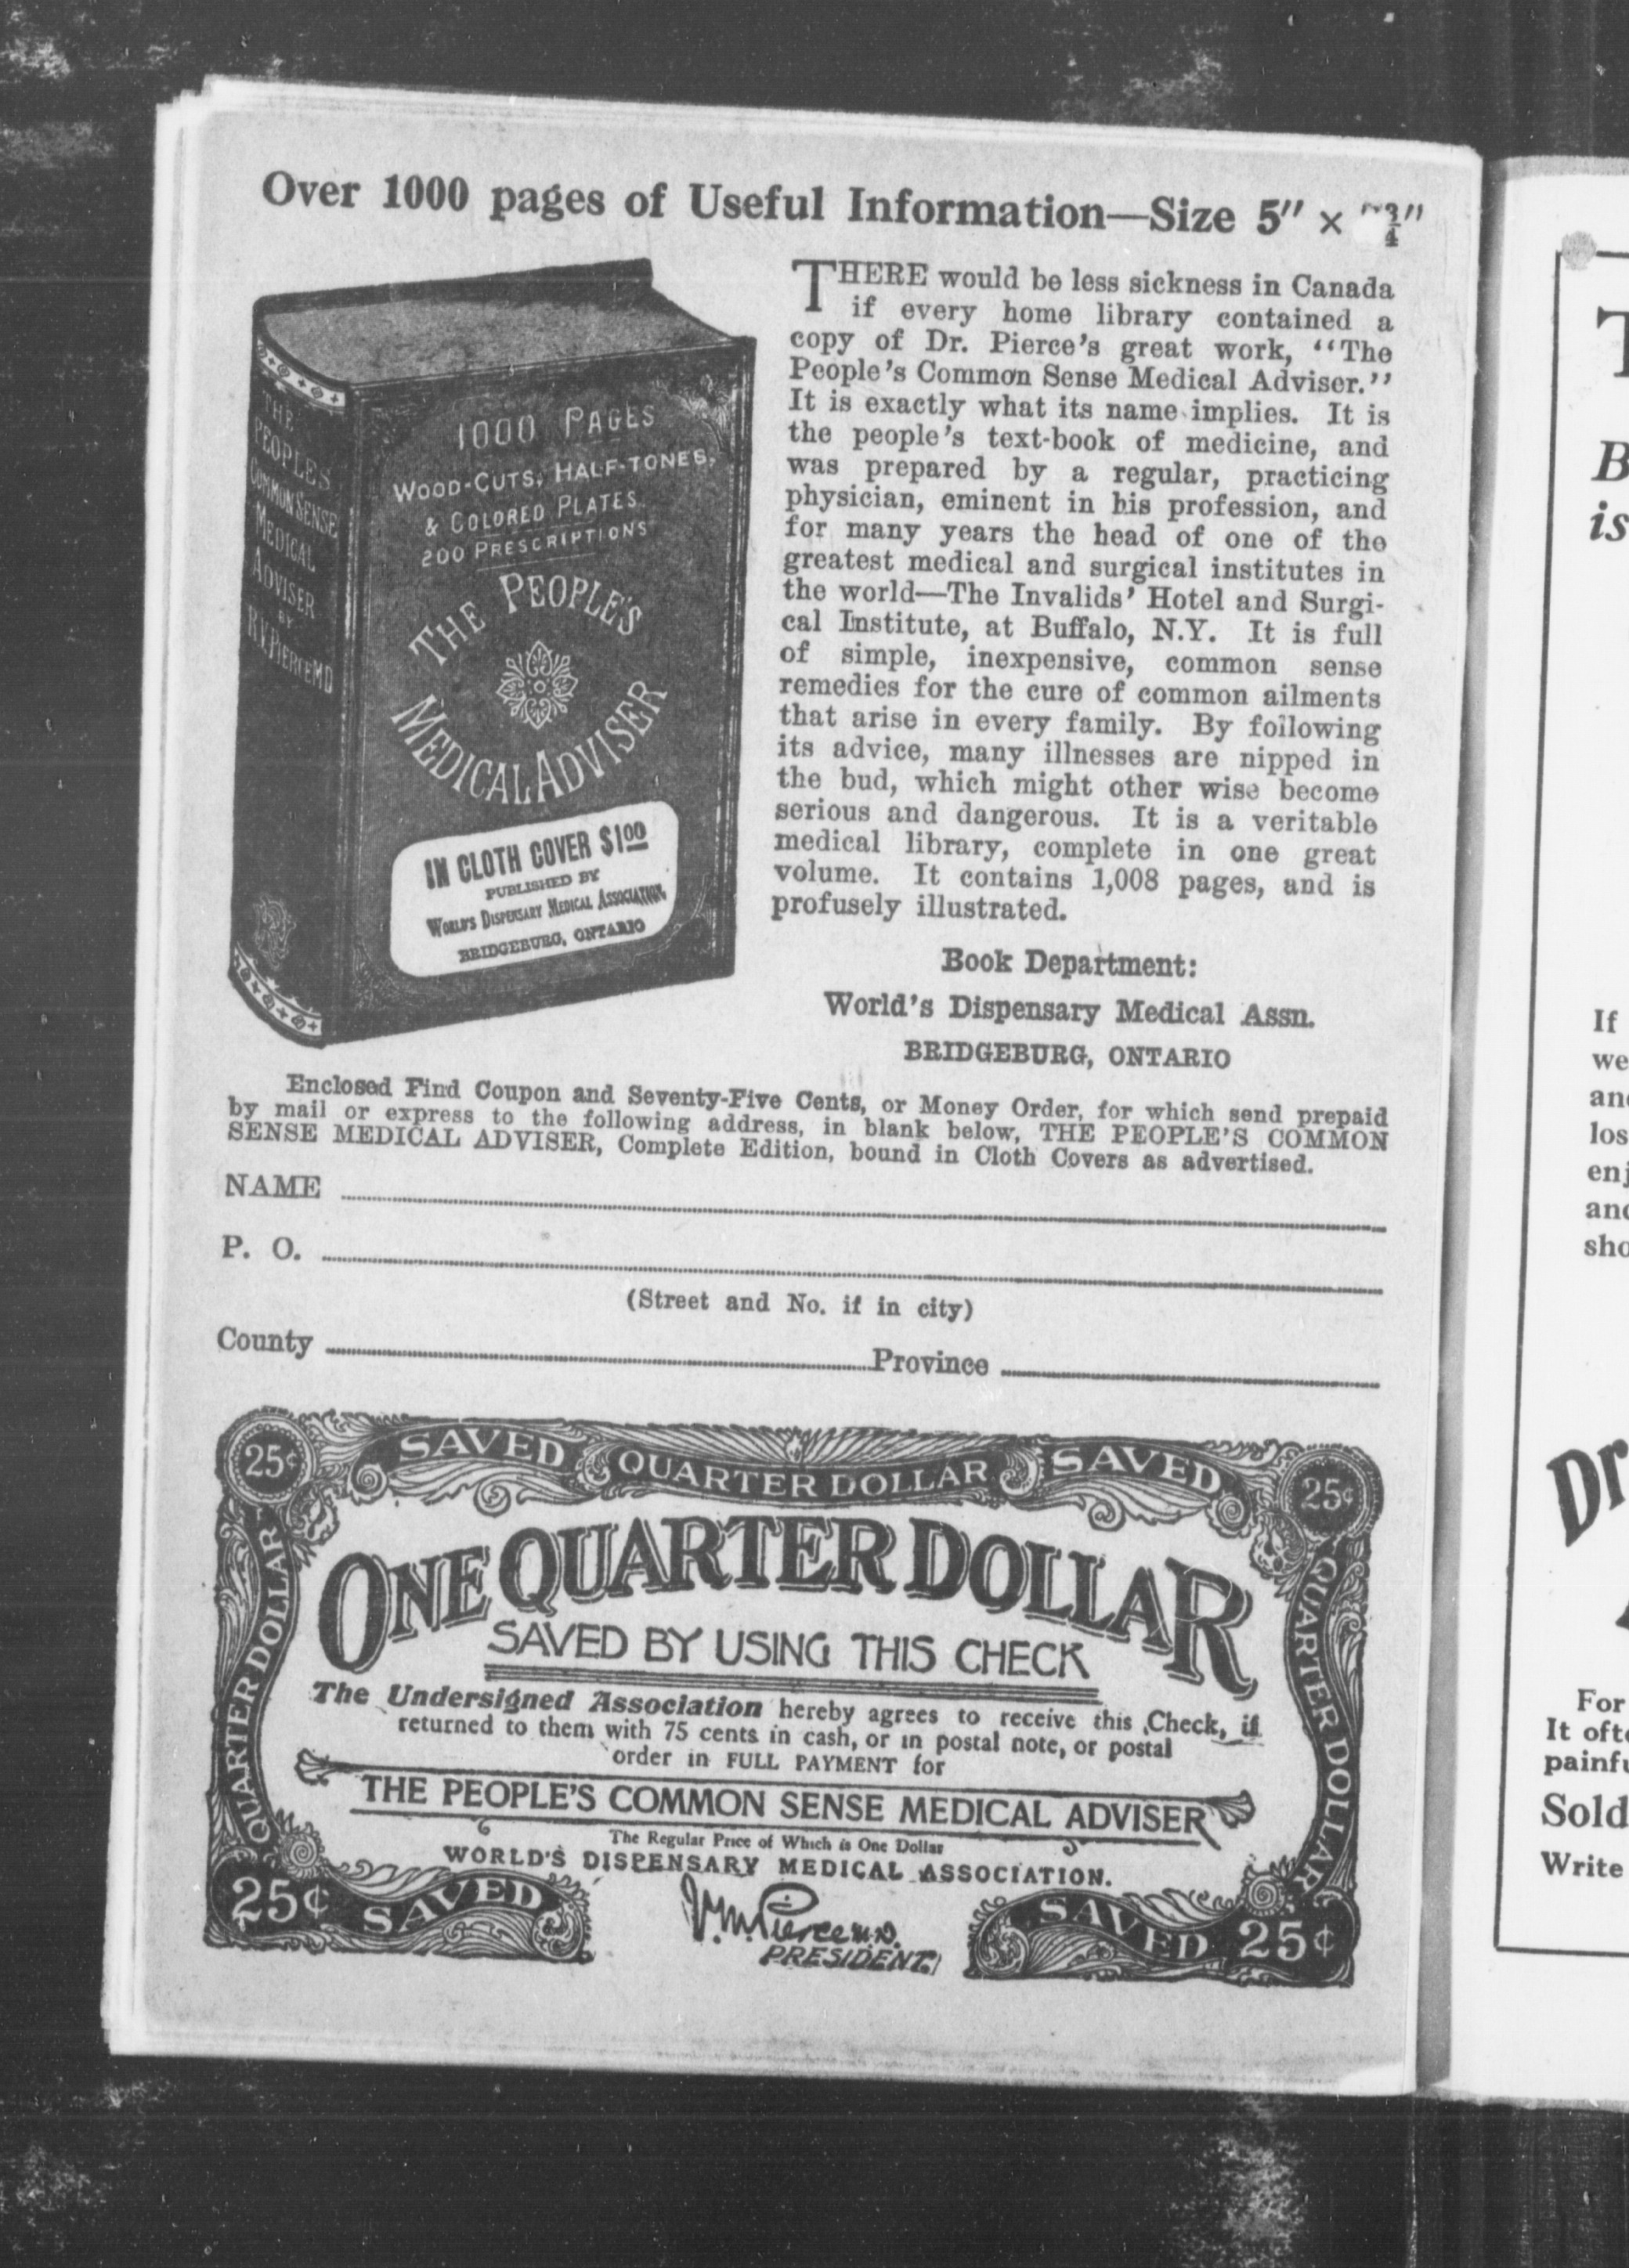 Over 1000 pages of Useful Information—Size 5" × ¾"
THE
PEOPLE'S
COMMON SENSE
MEDICAL
ADVISER
BY
R.V. PIERCE M D
1000 PAGES
WOOD-CUTS, HALF-TONES,
& COLORED PLATES.
200 PRESCRIPTIONS
THE PEOPLE'S
MEDICAL ADVISER
IN CLOTH COVER $1.00
PUBLISHED BY
WORLD'S DISPENSARY MEDICAL ASSOCIATION,
BRIDGEBURG, ONTARIO
THERE would be less sickness in Canada
if every home library contained a
copy of Dr. Pierce's great work, "The
People's Common Sense Medical Adviser."
It is exactly what its name implies. It is
the people's text-book of medicine, and
was prepared by a regular, practicing
physician, eminent in his profession, and
for many years the head of one of the
greatest medical and surgical institutes in
the world—The Invalids' Hotel and Surgi-
cal Institute, at Buffalo, N.Y. It is full
of simple, inexpensive, common sense
remedies for the cure of common ailments
that arise in every family. By following
its advice, many illnesses are nipped in
the bud, which might other wise become
serious and dangerous. It is a veritable
medical library, complete in one great
volume. It contains 1,008 pages, and is
profusely illustrated.
Book Department:
World's Dispensary Medical Assn.
BRIDGEBURG, ONTARIO
Enclosed Find Coupon and Seventy-Five Cents, or Money Order, for which send prepaid
by mail or express to the following address, in blank below, THE PEOPLE'S COMMON
SENSE MEDICAL ADVISER, Complete Edition, bound in Cloth Covers as advertised.
NAME
P. O.
(Street and No. if in city)
County Province
25¢ SAVED QUARTER DOLLAR SAVED 25¢
QUARTER DOLLAR
QUARTER DOLLAR
ONE QUARTER DOLLAR
SAVED BY USING THIS CHECK
The Undersigned Association hereby agrees to receive this Check, if
returned to them with 75 cents in cash, or in postal note, or postal
order in FULL PAYMENT for
THE PEOPLE'S COMMON SENSE MEDICAL ADVISER
The Regular Price of Which is One Dollar
WORLD'S DISPENSARY MEDICAL ASSOCIATION.
V.M. Pierce M.D.
PRESIDENT.
25¢ SAVED SAVED 25¢
T
B
is
If
we
and
los
enj
and
sho
Dr
For
It oft
painf
Sold
Write